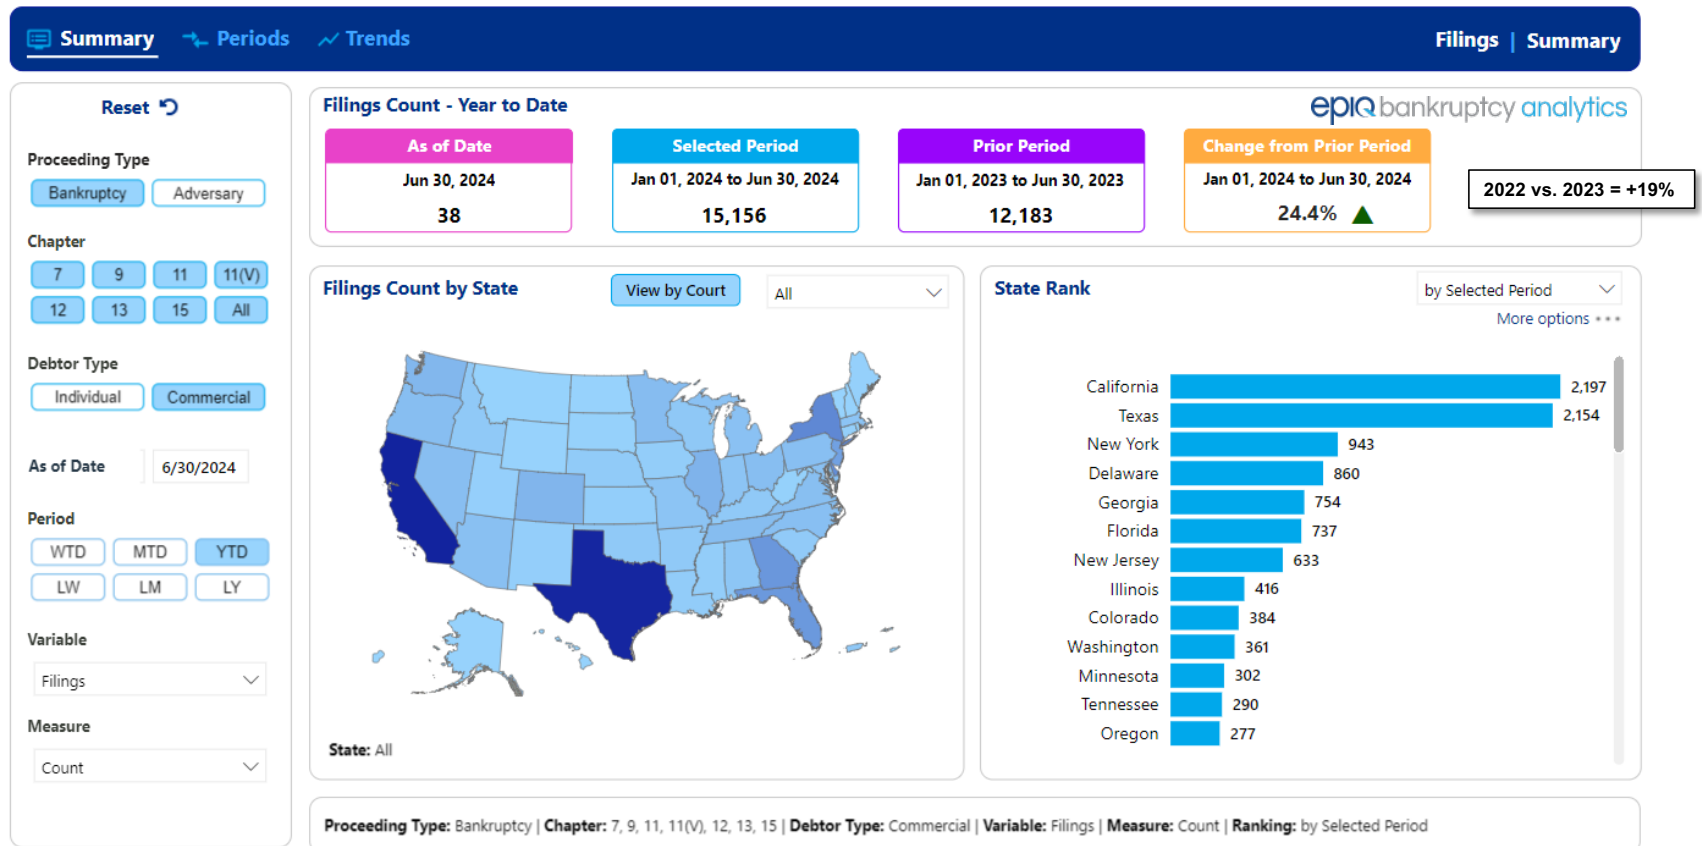 Summary Periods Trends Filings | Summary
Reset
Proceeding Type
Bankruptcy Adversary
Chapter
7 9 11 11(V)
12 13 15 All
Debtor Type
Individual Commercial
As of Date 6/30/2024
Period
WTD MTD YTD
LW LM LY
Variable
Filings
Measure
Count
Filings Count - Year to Date
epiq bankruptcy analytics
As of Date
Jun 30, 2024
38
Selected Period
Jan 01, 2024 to Jun 30, 2024
15,156
Prior Period
Jan 01, 2023 to Jun 30, 2023
12,183
Change from Prior Period
Jan 01, 2024 to Jun 30, 2024
24.4%
2022 vs. 2023 = +19%
Filings Count by State
View by Court
All
State: All
State Rank
by Selected Period
More options
California 2,197
Texas 2,154
New York 943
Delaware 860
Georgia 754
Florida 737
New Jersey 633
Illinois 416
Colorado 384
Washington 361
Minnesota 302
Tennessee 290
Oregon 277
Proceeding Type: Bankruptcy | Chapter: 7, 9, 11, 11(V), 12, 13, 15 | Debtor Type: Commercial | Variable: Filings | Measure: Count | Ranking: by Selected Period